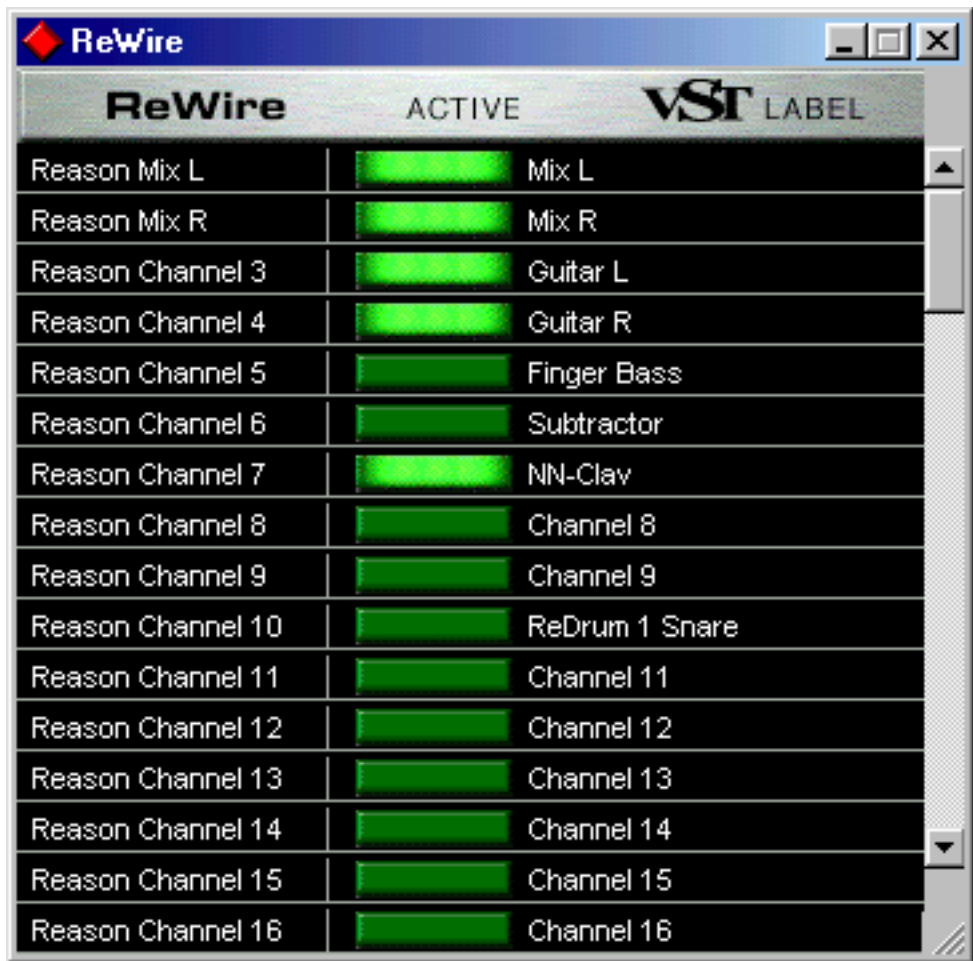 ReWire
ReWire ACTIVE VST LABEL
Reason Mix L Mix L
Reason Mix R Mix R
Reason Channel 3 Guitar L
Reason Channel 4 Guitar R
Reason Channel 5 Finger Bass
Reason Channel 6 Subtractor
Reason Channel 7 NN-Clav
Reason Channel 8 Channel 8
Reason Channel 9 Channel 9
Reason Channel 10 ReDrum 1 Snare
Reason Channel 11 Channel 11
Reason Channel 12 Channel 12
Reason Channel 13 Channel 13
Reason Channel 14 Channel 14
Reason Channel 15 Channel 15
Reason Channel 16 Channel 16